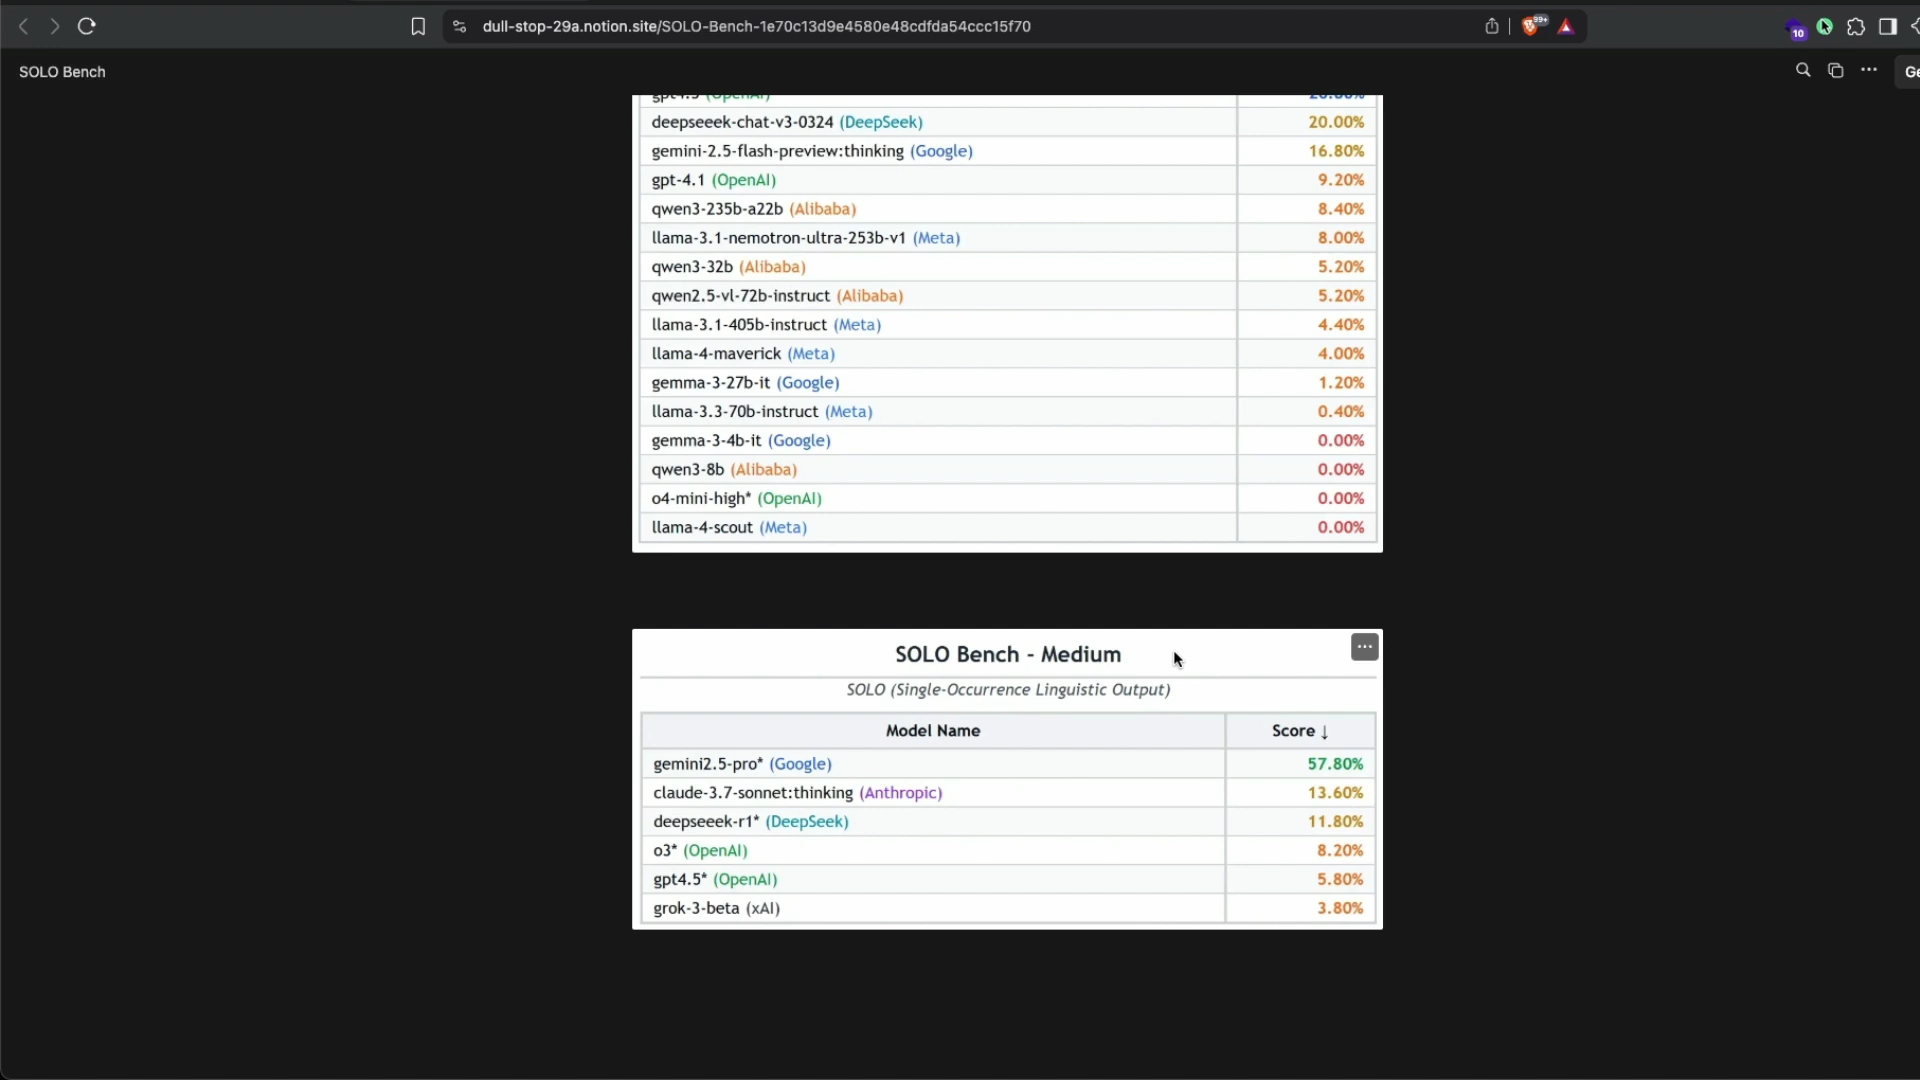 dull-stop-29a.notion.site/SOLO-Bench-1e70c13d9e4580e48cdfda54ccc15f70
99+
10
SOLO Bench
Ge
(OpenAI)
deepseeek-chat-v3-0324 (DeepSeek) 20.00%
gemini-2.5-flash-preview:thinking (Google) 16.80%
gpt-4.1 (OpenAI) 9.20%
qwen3-235b-a22b (Alibaba) 8.40%
llama-3.1-nemotron-ultra-253b-v1 (Meta) 8.00%
qwen3-32b (Alibaba) 5.20%
qwen2.5-vl-72b-instruct (Alibaba) 5.20%
llama-3.1-405b-instruct (Meta) 4.40%
llama-4-maverick (Meta) 4.00%
gemma-3-27b-it (Google) 1.20%
llama-3.3-70b-instruct (Meta) 0.40%
gemma-3-4b-it (Google) 0.00%
qwen3-8b (Alibaba) 0.00%
o4-mini-high* (OpenAI) 0.00%
llama-4-scout (Meta) 0.00%
SOLO Bench - Medium
SOLO (Single-Occurrence Linguistic Output)
Model Name Score ↓
gemini2.5-pro* (Google) 57.80%
claude-3.7-sonnet:thinking (Anthropic) 13.60%
deepseeek-r1* (DeepSeek) 11.80%
o3* (OpenAI) 8.20%
gpt4.5* (OpenAI) 5.80%
grok-3-beta (xAI) 3.80%